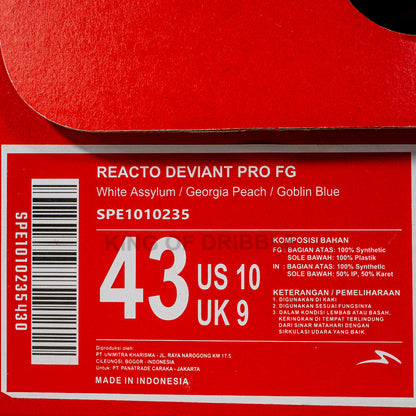 REACTO DEVIANT PRO FG
White Assylum / Georgia Peach / Goblin Blue
SPE1010235
KING OF DRIBB
43
US 10
UK 9
SPE1010235430
KOMPOSISI BAHAN
FG : BAGIAN ATAS: 100% Synthetic
SOLE BAWAH: 100% Plastik
IN : BAGIAN ATAS: 100% Synthetic
SOLE BAWAH: 50% IP, 50% Karet
KETERANGAN / PEMELIHARAAN
1. DIGUNAKAN DI KAKI
2. DIGUNAKAN SESUAI FUNGSINYA
3. DALAM KONDISI LEMBAB ATAU BASAH,
KERINGKAN DI TEMPAT TERLINDUNG
DARI SINAR MATAHARI DENGAN
SIRKULASI UDARA YANG BAIK
Diproduksi oleh:
PT UNIMITRA KHARISMA - JL. RAYA NAROGONG KM 17.5.
CILEUNGSI, BOGOR - INDONESIA
Untuk: PT PANATRADE CARAKA - JAKARTA
MADE IN INDONESIA